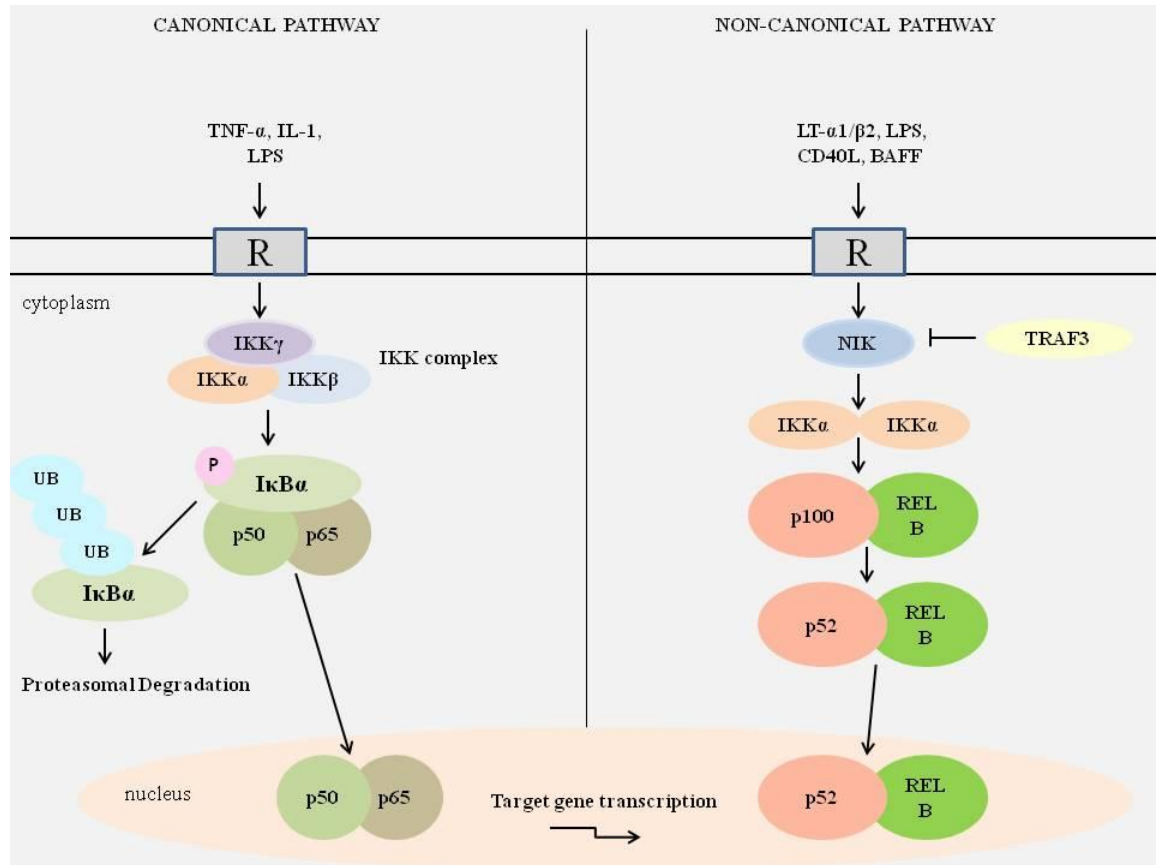 CANONICAL PATHWAY
NON-CANONICAL PATHWAY
TNF-α, IL-1,
LPS
LT-α1/β2, LPS,
CD40L, BAFF
R
R
cytoplasm
IKKγ
IKKα
IKKβ
IKK complex
NIK
TRAF3
IKKα
IKKα
P
IκBα
p50
p65
UB
UB
UB
IκBα
Proteasomal Degradation
p100
REL
B
p52
REL
B
nucleus
p50
p65
Target gene transcription
p52
REL
B